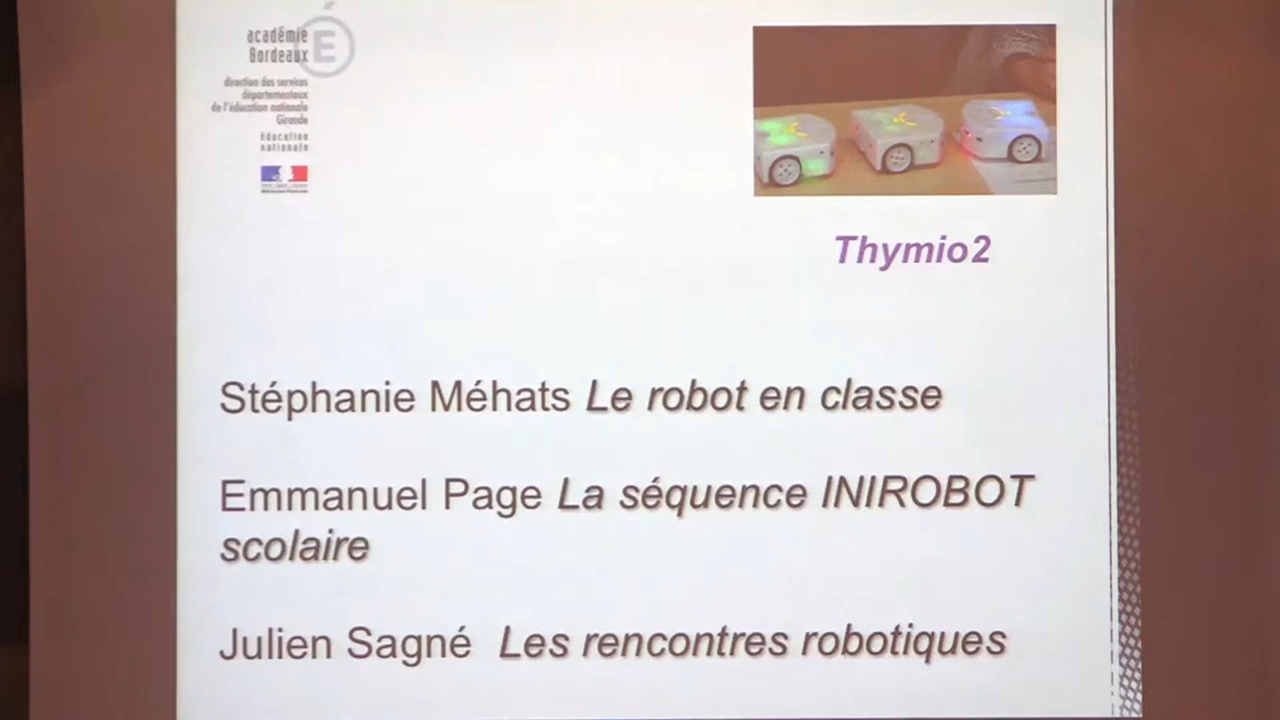 académie
Bordeaux
É
direction des services
départementaux
de l'éducation nationale
Gironde
éducation
nationale
Thymio2
Stéphanie Méhats Le robot en classe
Emmanuel Page La séquence INIROBOT
scolaire
Julien Sagné Les rencontres robotiques